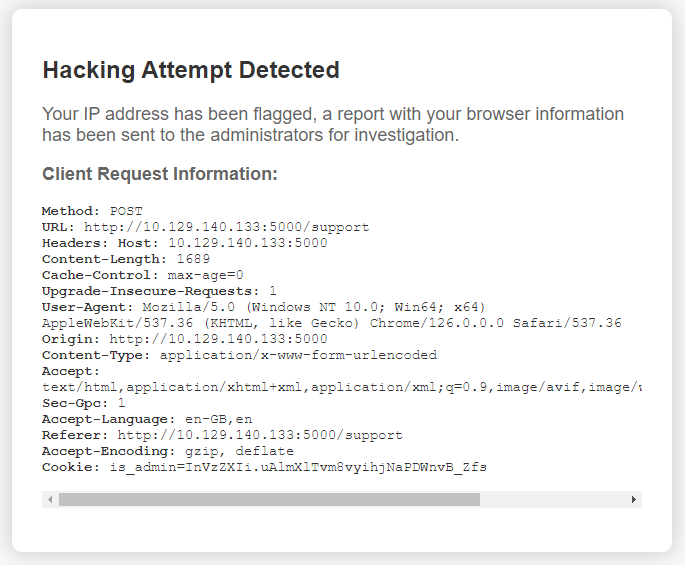 Hacking Attempt Detected
Your IP address has been flagged, a report with your browser information
has been sent to the administrators for investigation.
Client Request Information:
Method: POST
URL: http://10.129.140.133:5000/support
Headers: Host: 10.129.140.133:5000
Content-Length: 1689
Cache-Control: max-age=0
Upgrade-Insecure-Requests: 1
User-Agent: Mozilla/5.0 (Windows NT 10.0; Win64; x64)
AppleWebKit/537.36 (KHTML, like Gecko) Chrome/126.0.0.0 Safari/537.36
Origin: http://10.129.140.133:5000
Content-Type: application/x-www-form-urlencoded
Accept:
text/html,application/xhtml+xml,application/xml;q=0.9,image/avif,image/
Sec-Gpc: 1
Accept-Language: en-GB,en
Referer: http://10.129.140.133:5000/support
Accept-Encoding: gzip, deflate
Cookie: is_admin=InVzZXIi.uAlmXlTvm8vyihjNaPDWnvB_Zfs